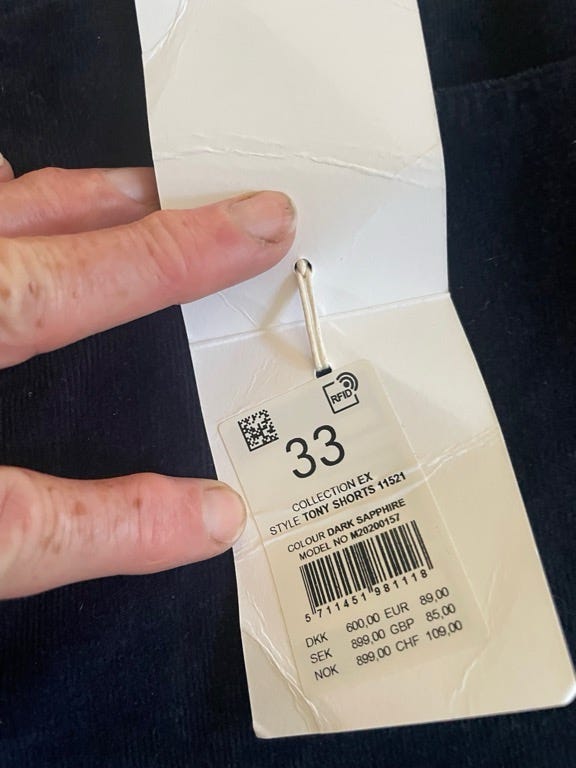 RFID
33
COLLECTION EX
STYLE TONY SHORTS 11521
COLOUR DARK SAPPHIRE
MODEL NO M20200157
5 711451 981118
DKK 600,00 EUR 89,00
SEK 899,00 GBP 85,00
NOK 899,00 CHF 109,00